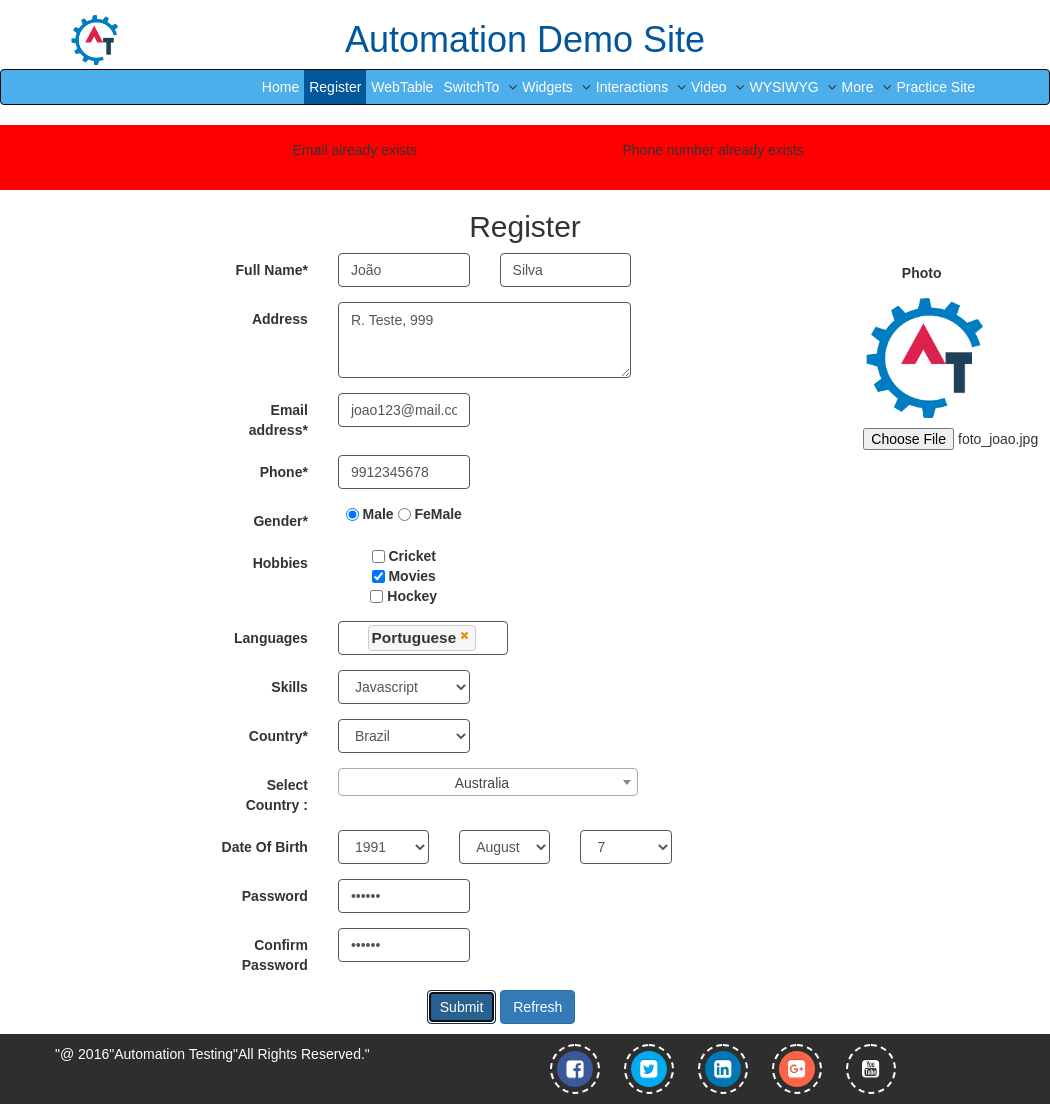 Automation Demo Site
Home Register WebTable SwitchTo Widgets Interactions Video WYSIWYG More Practice Site
Email already exists Phone number already exists
Register
Full Name* João Silva
Photo
Address R. Teste, 999
AT
Email address* joao123@mail.cc
Choose File foto_joao.jpg
Phone* 9912345678
Gender* Male FeMale
Hobbies Cricket
Movies
Hockey
Languages Portuguese
Skills Javascript
Country* Brazil
Select Country : Australia
Date Of Birth 1991 August 7
Password ••••••
Confirm Password ••••••
Submit Refresh
"@ 2016"Automation Testing"All Rights Reserved."